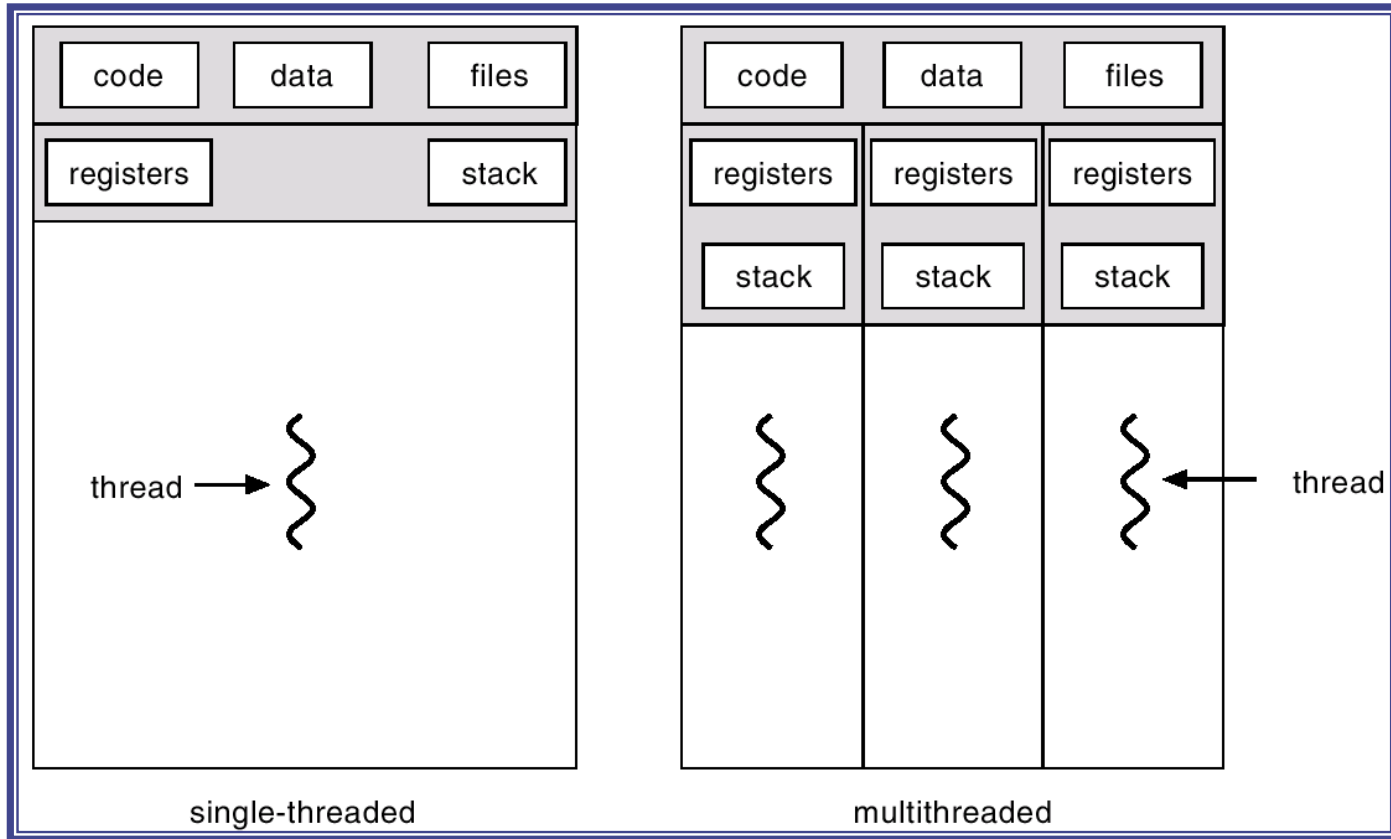 code data files code data files
registers stack registers registers registers
stack stack stack
thread thread
single-threaded multithreaded